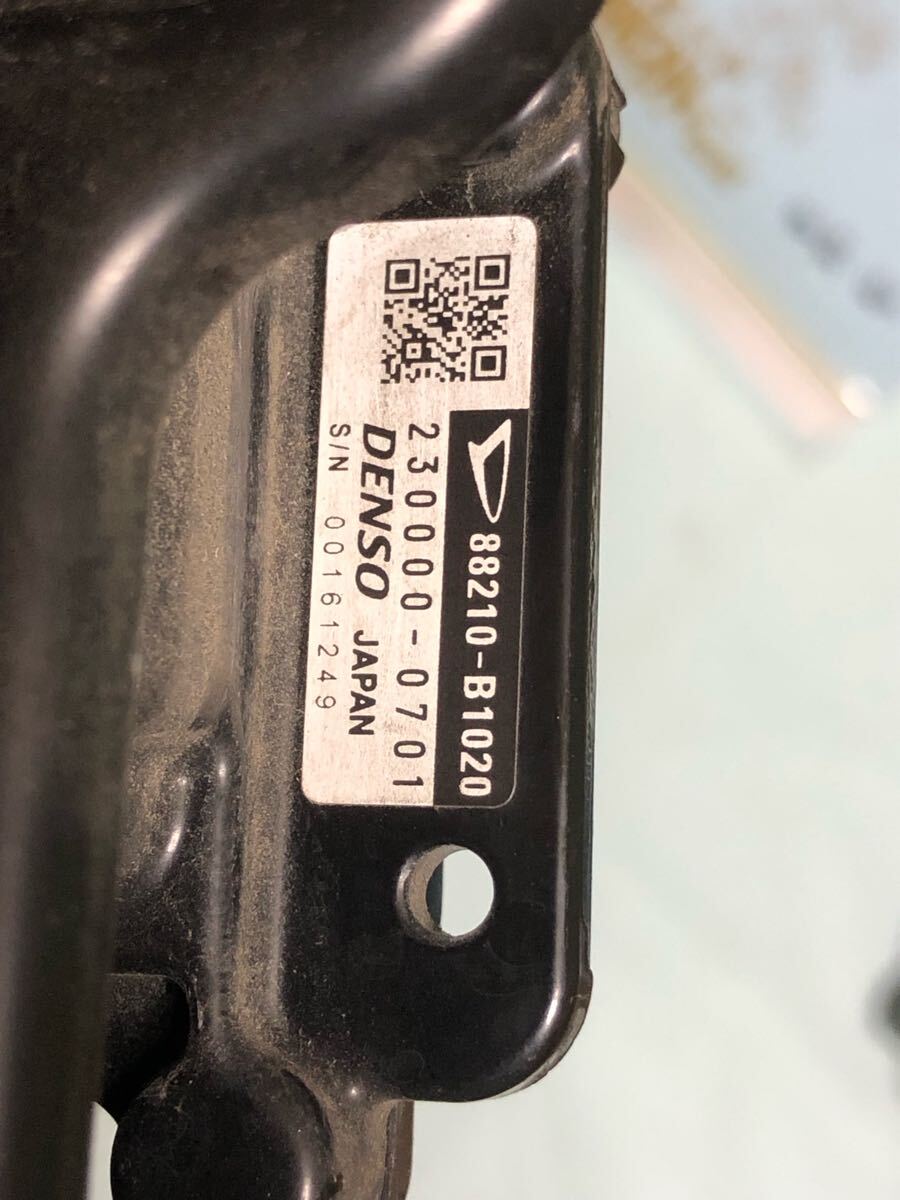 88210-B1020
230000-0701
DENSO JAPAN
S/N 00161249